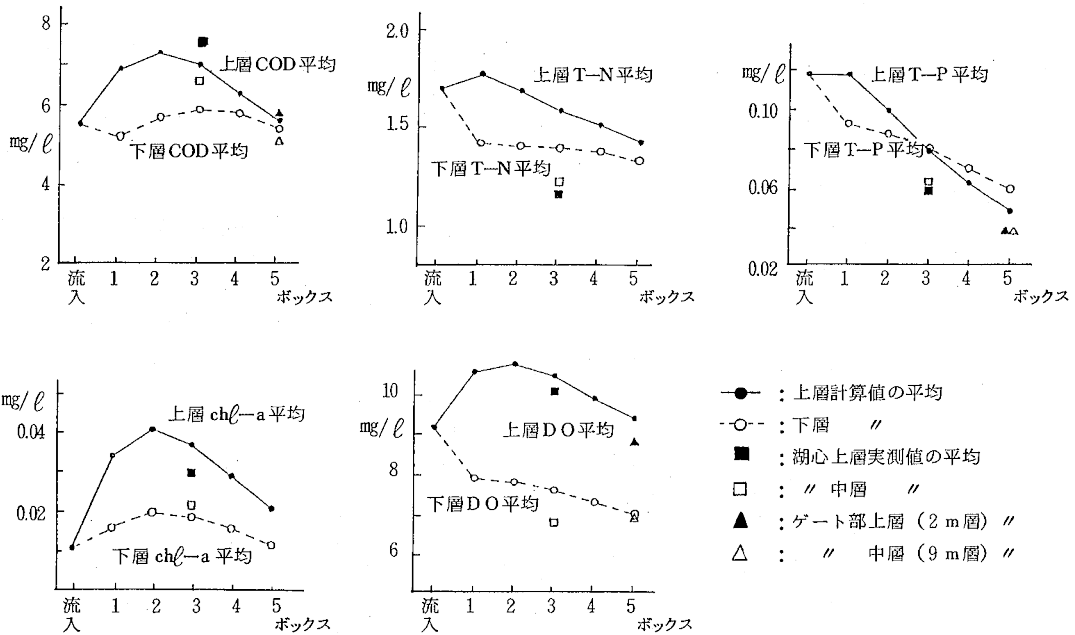 8
6
mg/ℓ
4
2
上層COD平均
下層COD平均
流入
1
2
3
4
5
ボックス
2.0
mg/ℓ
1.5
1.0
上層T-N平均
下層T-N平均
流入
1
2
3
4
5
ボックス
mg/ℓ
0.10
0.06
0.02
上層T-P平均
下層T-P平均
流入
1
2
3
4
5
ボックス
mg/ℓ
0.04
0.02
上層chℓ-a平均
下層chℓ-a平均
流入
1
2
3
4
5
ボックス
10
mg/ℓ
8
6
上層DO平均
下層DO平均
流入
1
2
3
4
5
ボックス
：上層計算値の平均
：下層 〃
：湖心上層実測値の平均
：〃 中層 〃
：ゲート部上層(2m層)〃
： 〃 中層(9m層)〃